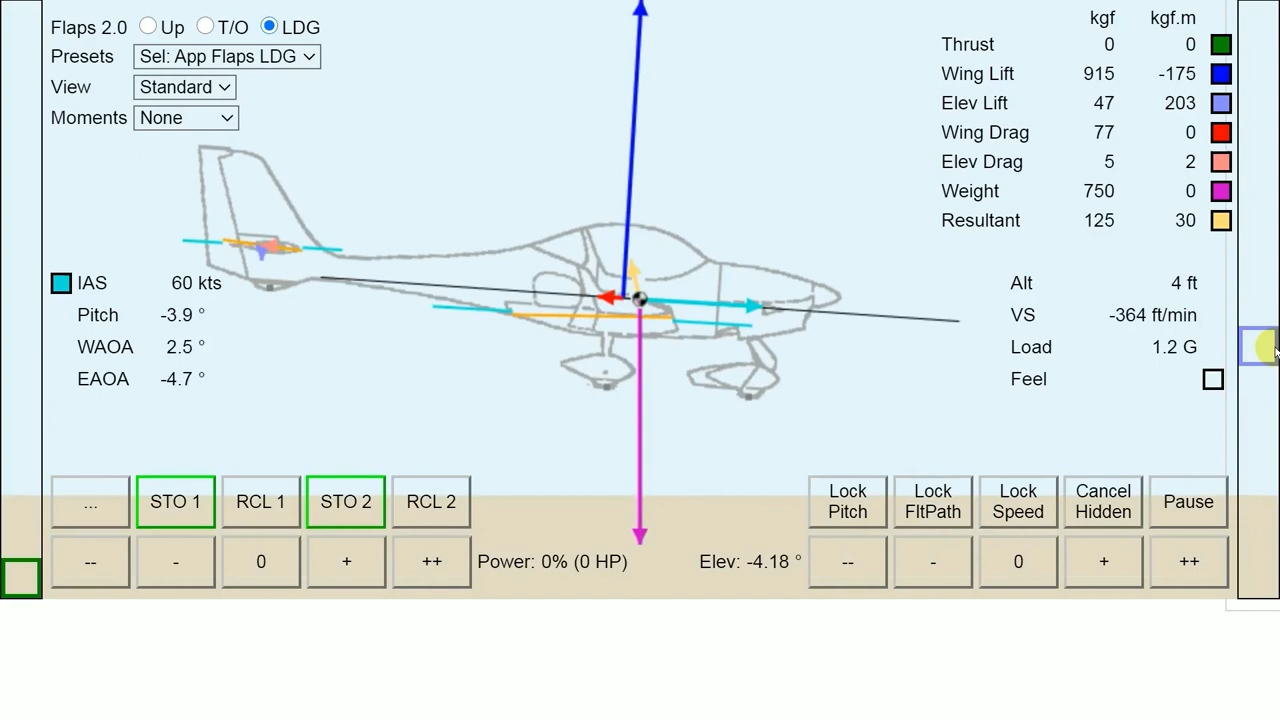 Flaps 2.0 Up T/O LDG
Presets Sel: App Flaps LDG
View Standard
Moments None
kgf kgf.m
Thrust 0 0
Wing Lift 915 -175
Elev Lift 47 203
Wing Drag 77 0
Elev Drag 5 2
Weight 750 0
Resultant 125 30
IAS 60 kts
Pitch -3.9 °
WAOA 2.5 °
EAOA -4.7 °
Alt 4 ft
VS -364 ft/min
Load 1.2 G
Feel
... STO 1 RCL 1 STO 2 RCL 2
Lock Pitch
Lock FltPath
Lock Speed
Cancel Hidden
Pause
-- - 0 + ++ Power: 0% (0 HP) Elev: -4.18 ° -- - 0 + ++